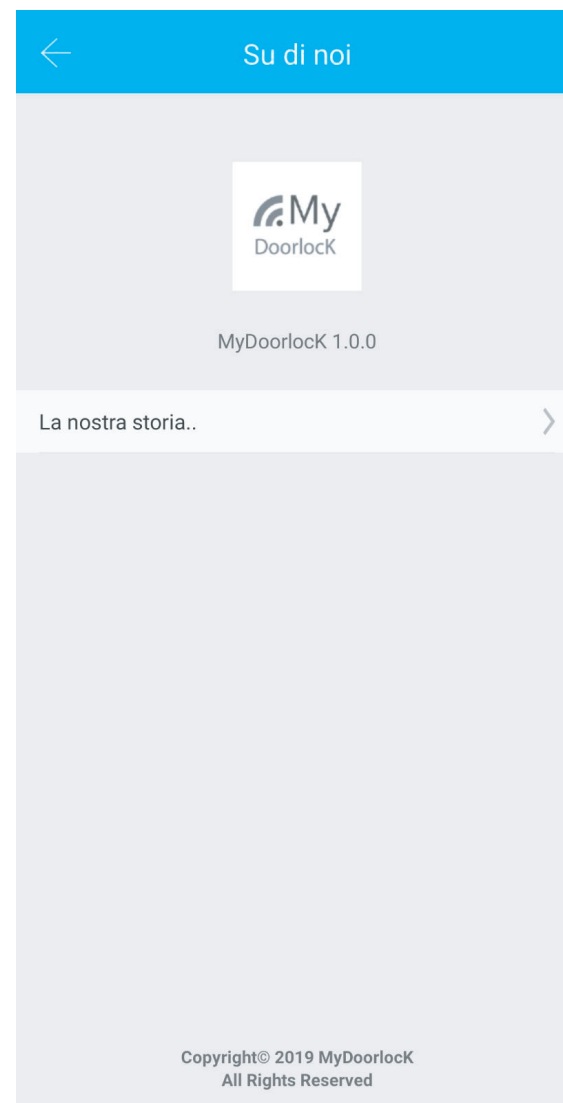 Su di noi
My
DoorlocK
MyDoorlocK 1.0.0
La nostra storia..
Copyright© 2019 MyDoorlocK
All Rights Reserved